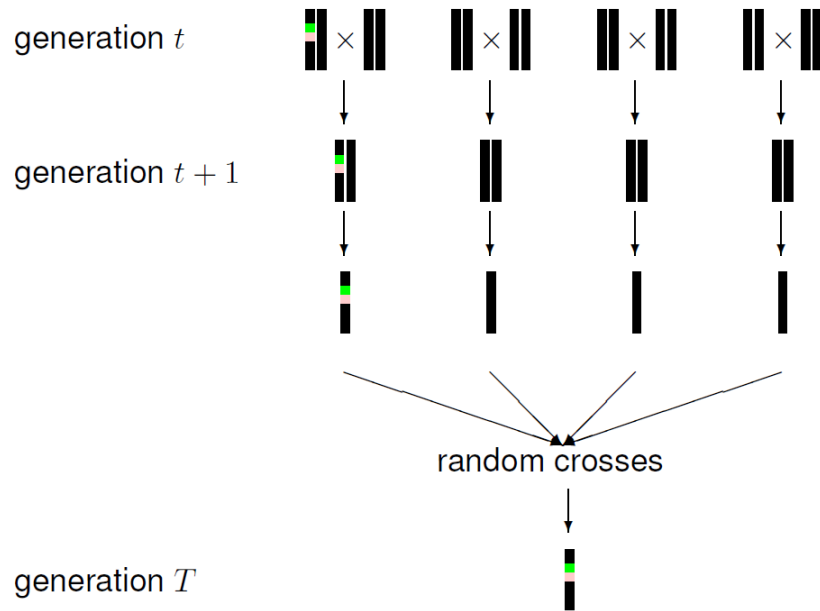 generation t
× × × ×
generation t + 1
random crosses
generation T